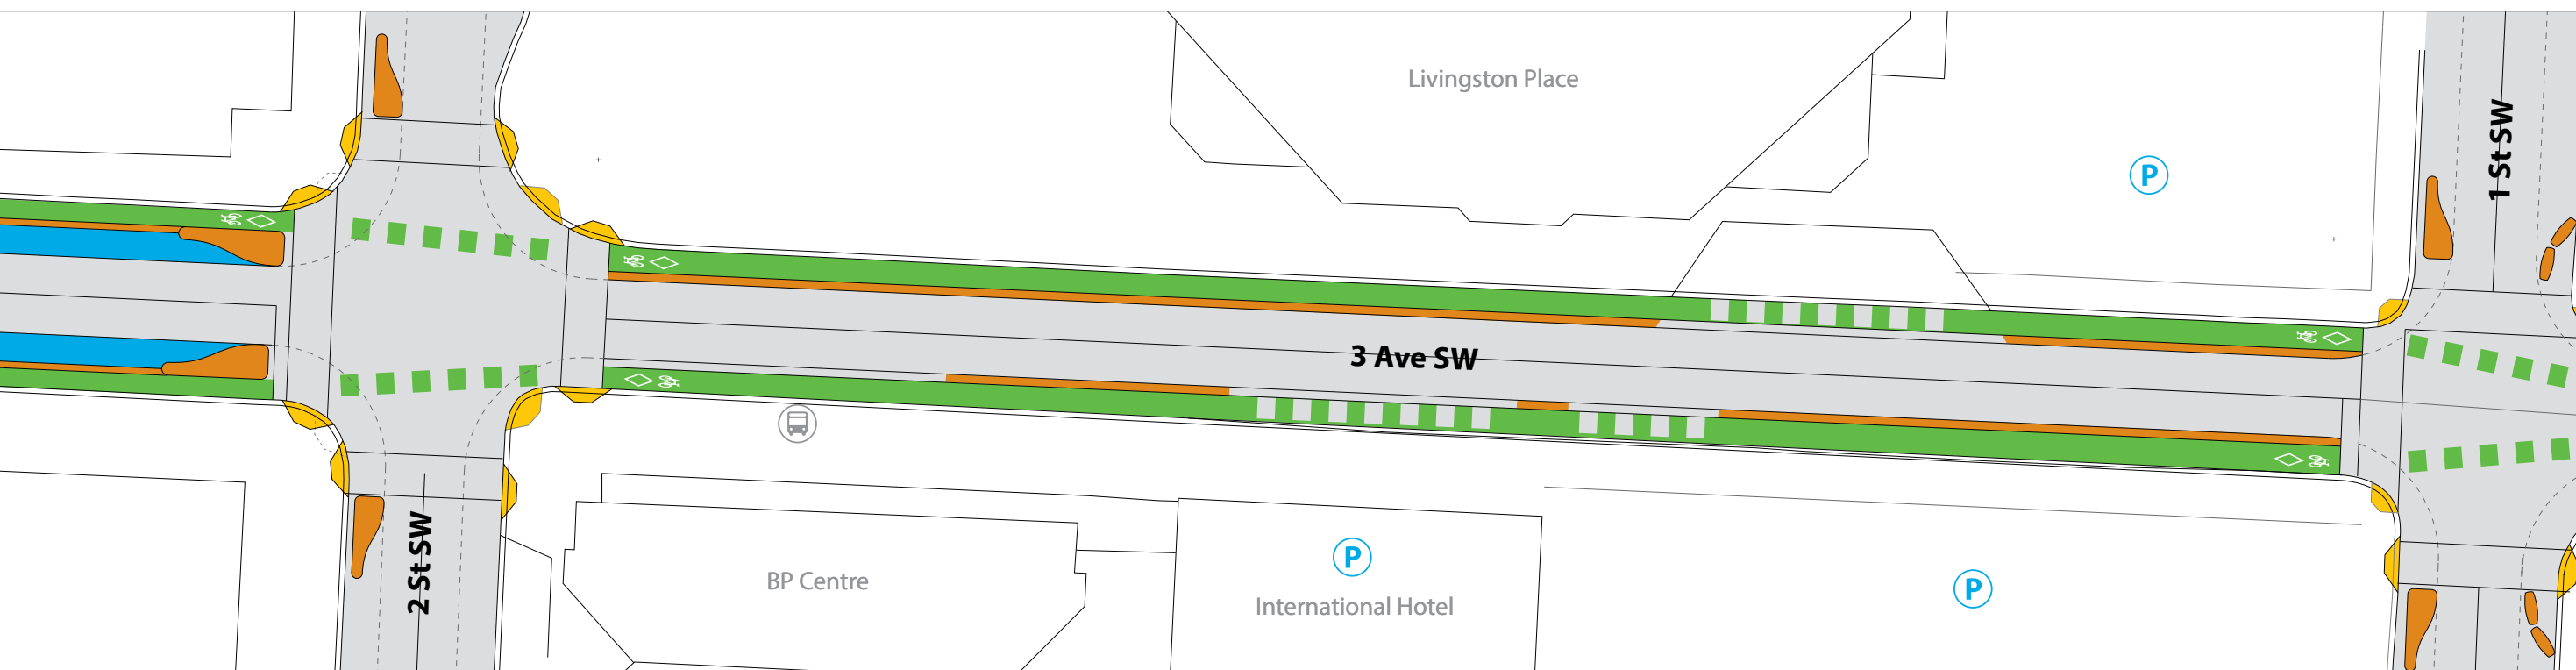 Livingston Place
1 St SW
P
3 Ave SW
2 St SW
BP Centre
P
International Hotel
P